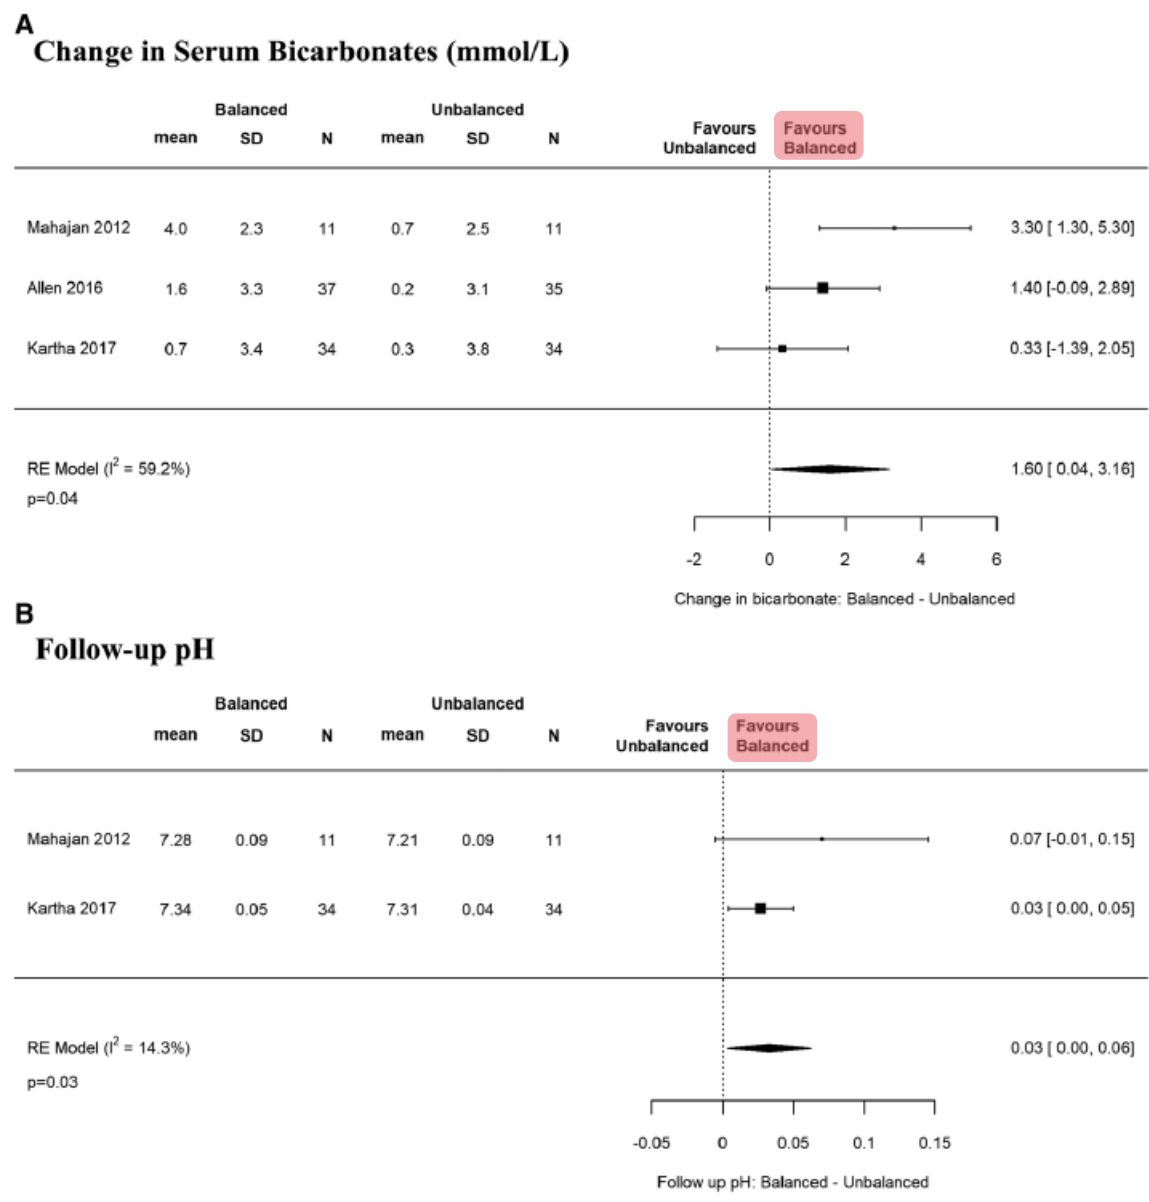 A
Change in Serum Bicarbonates (mmol/L)
Balanced Unbalanced
mean SD N mean SD N
Favours Favours
Unbalanced Balanced
Mahajan 2012 4.0 2.3 11 0.7 2.5 11 3.30 [ 1.30, 5.30]
Allen 2016 1.6 3.3 37 0.2 3.1 35 1.40 [-0.09, 2.89]
Kartha 2017 0.7 3.4 34 0.3 3.8 34 0.33 [-1.39, 2.05]
RE Model (I² = 59.2%) 1.60 [ 0.04, 3.16]
p=0.04
-2 0 2 4 6
Change in bicarbonate: Balanced - Unbalanced
B
Follow-up pH
Balanced Unbalanced
mean SD N mean SD N
Favours Favours
Unbalanced Balanced
Mahajan 2012 7.28 0.09 11 7.21 0.09 11 0.07 [-0.01, 0.15]
Kartha 2017 7.34 0.05 34 7.31 0.04 34 0.03 [ 0.00, 0.05]
RE Model (I² = 14.3%) 0.03 [ 0.00, 0.06]
p=0.03
-0.05 0 0.05 0.1 0.15
Follow up pH: Balanced - Unbalanced